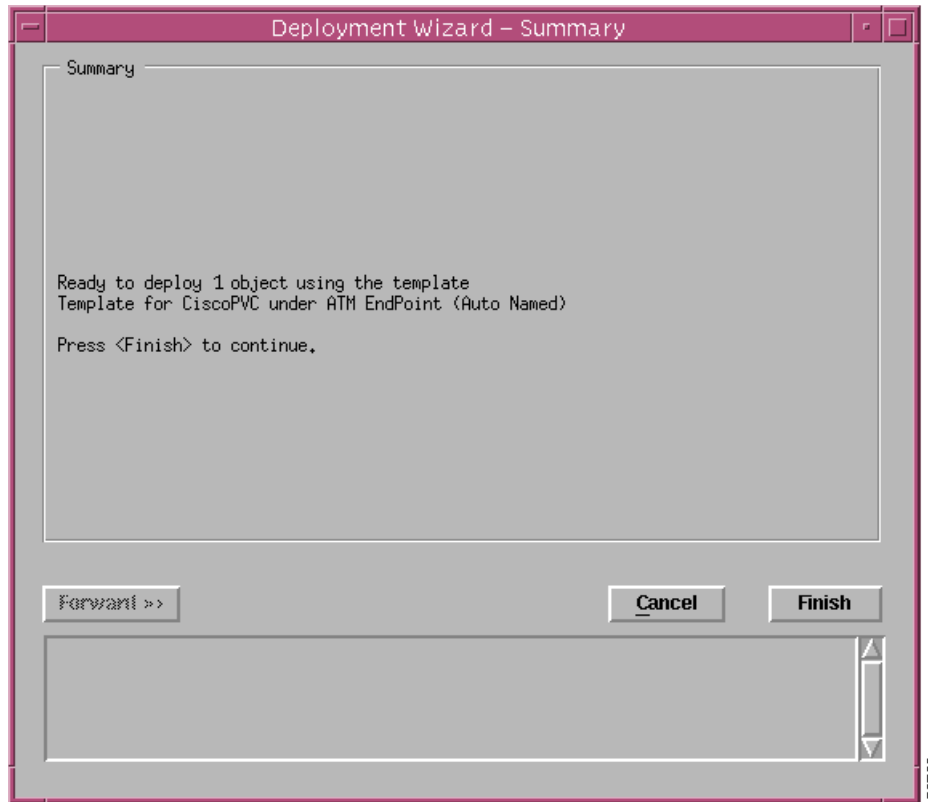 Deployment Wizard – Summary
Summary
Ready to deploy 1 object using the template
Template for CiscoPVC under ATM EndPoint (Auto Named)
Press <Finish> to continue.
Forward >>
Cancel
Finish